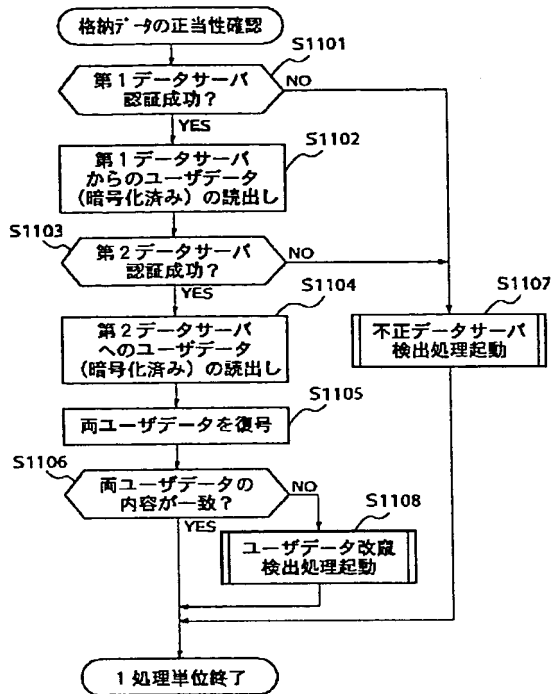 格納ﾃﾞｰﾀの正当性確認
S1101
第1データサーバ
認証成功?
NO
YES
S1102
第1データサーバ
からのユーザデータ
(暗号化済み)の読出し
S1103
第2データサーバ
認証成功?
NO
YES
S1104
第2データサーバ
へのユーザデータ
(暗号化済み)の読出し
S1107
不正データサーバ
検出処理起動
S1105
両ユーザデータを復号
S1106
両ユーザデータの
内容が一致?
NO
YES
S1108
ユーザデータ改竄
検出処理起動
1処理単位終了